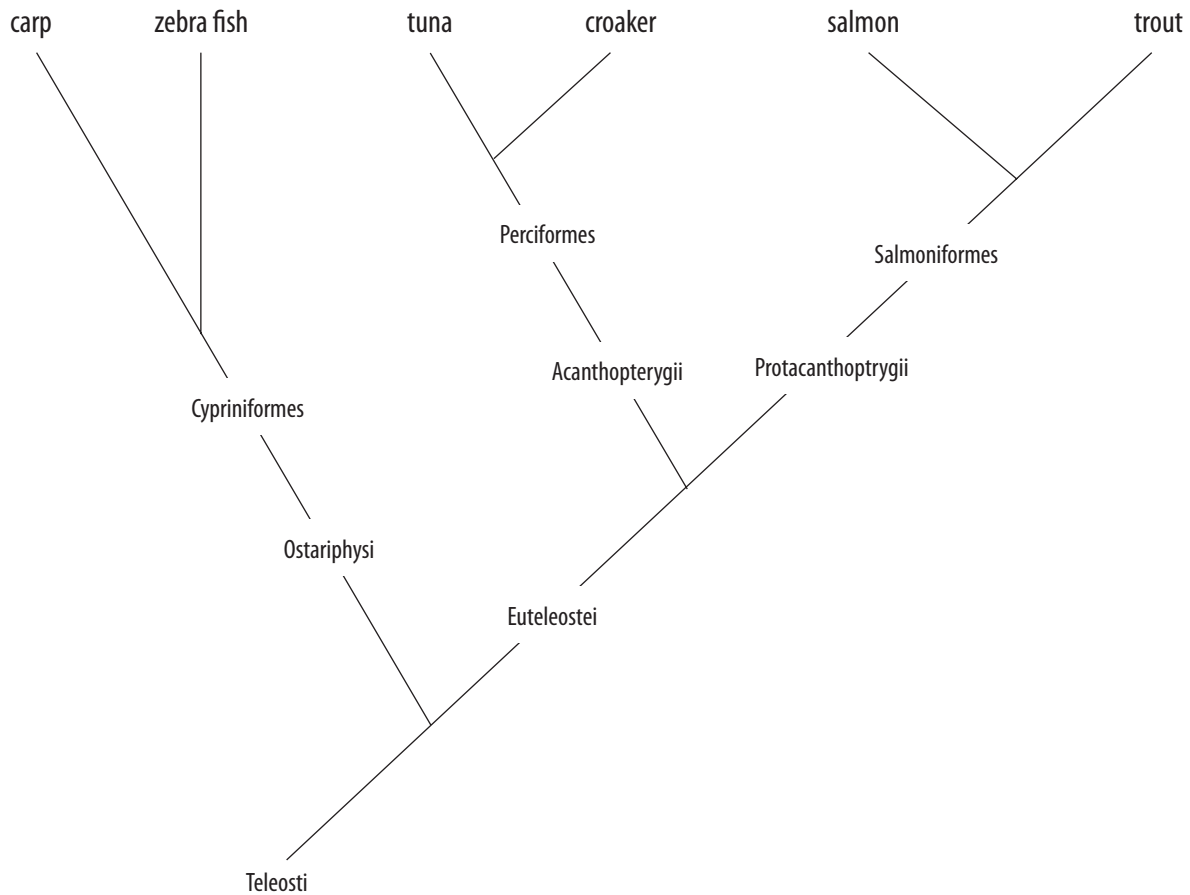 carp zebra fish tuna croaker salmon trout
Perciformes
Salmoniformes
Acanthopterygii Protacanthoptrygii
Cypriniformes
Ostariphysi
Euteleostei
Teleosti